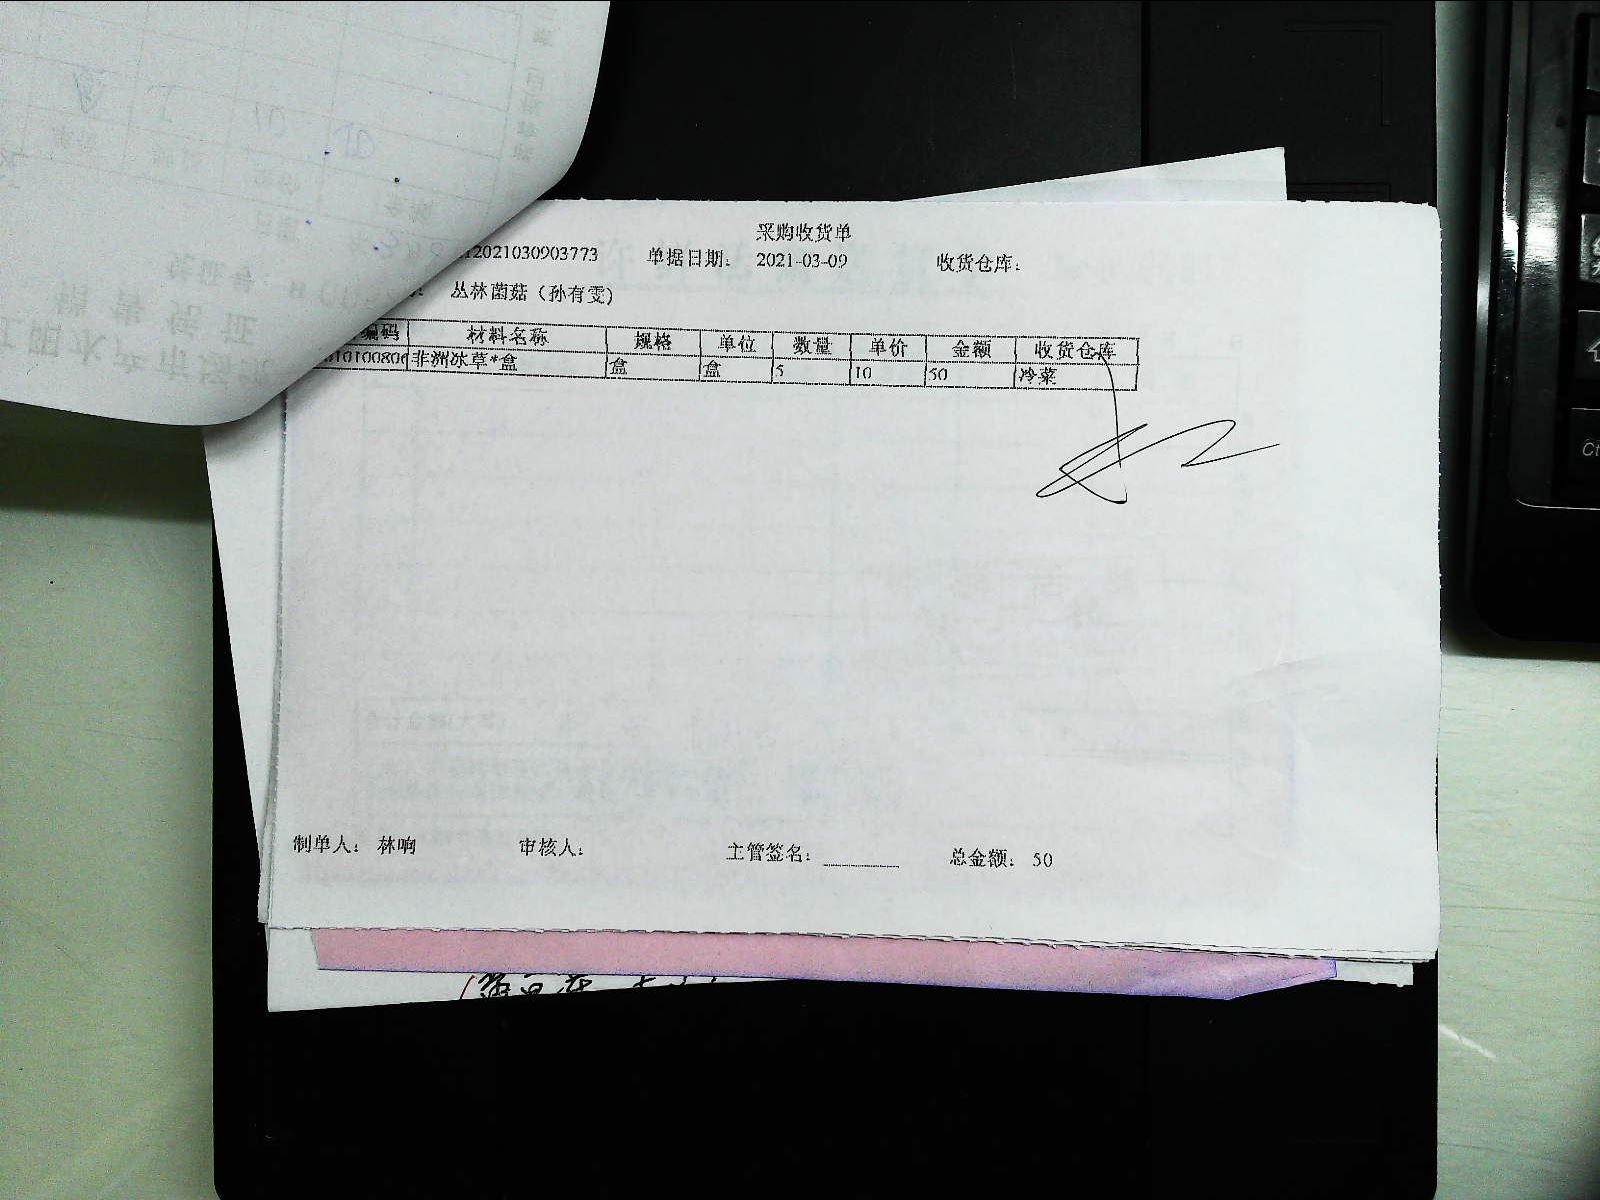 采购收货单
12021030903773 单据日期: 2021-03-09 收货仓库:
丛林菌菇（孙有雯）
编码 材料名称 规格 单位 数量 单价 金额 收货仓库
非洲冰草*盒 盒 盒 5 10 50 冷菜
制单人: 林响 审核人: 主管签名: 总金额: 50
Ct